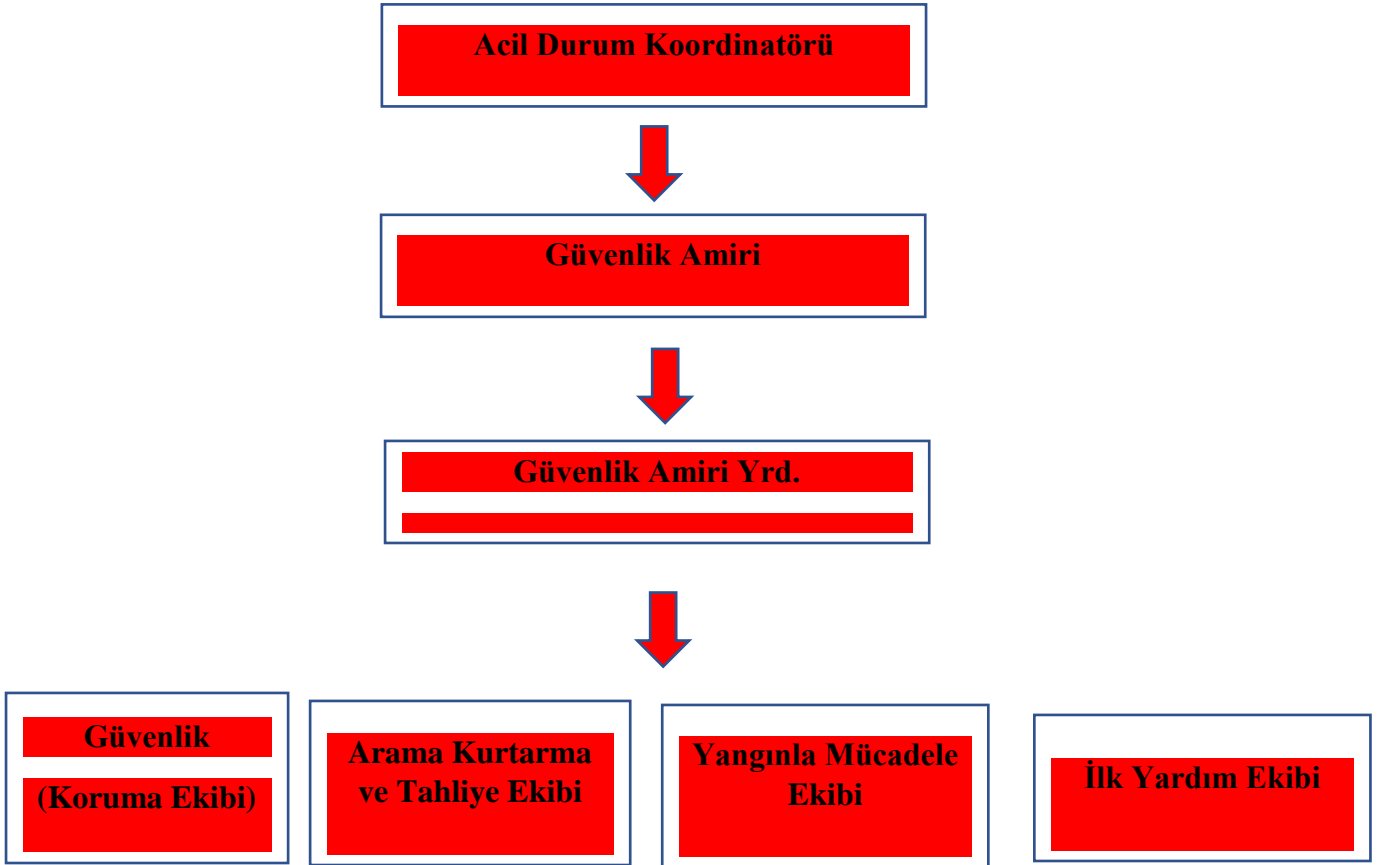 Acil Durum Koordinatörü
Güvenlik Amiri
Güvenlik Amiri Yrd.
Güvenlik
(Koruma Ekibi)
Arama Kurtarma
ve Tahliye Ekibi
Yangınla Mücadele
Ekibi
İlk Yardım Ekibi